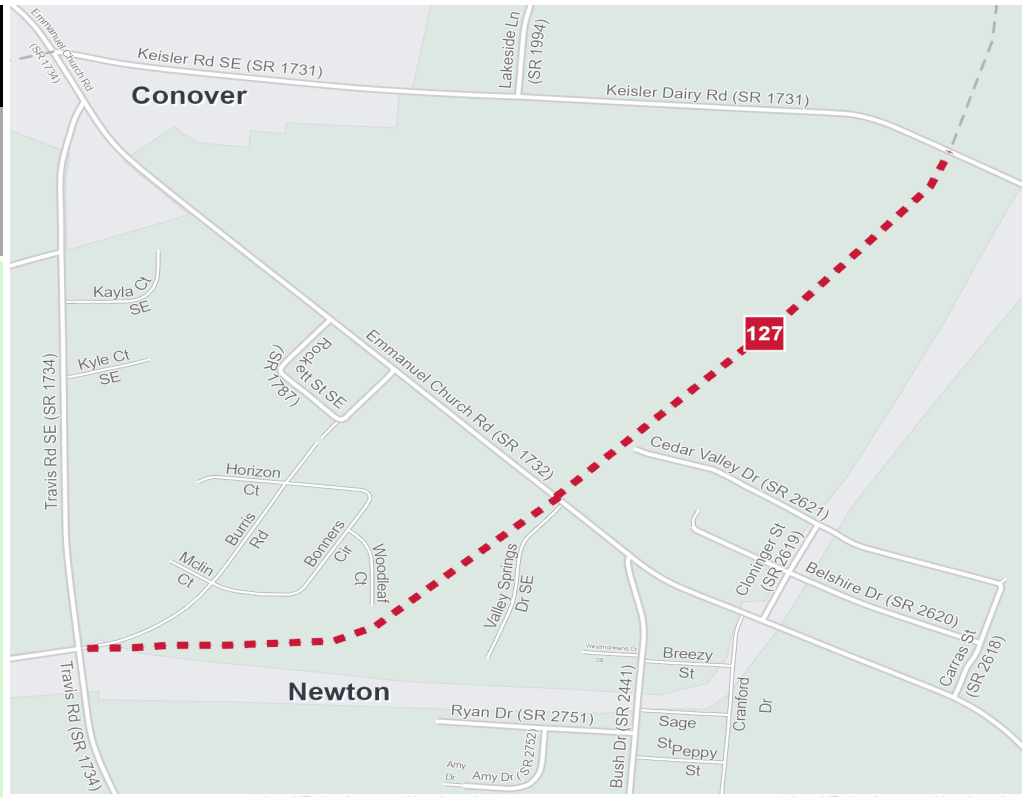 Emmanuel Church Rd
(SR 1734)
Keisler Rd SE (SR 1731)
Lakeside Ln
(SR 1994)
Conover
Keisler Dairy Rd (SR 1731)
Kayla Ct
SE
Kyle Ct
SE
Rockett St SE
(SR 1787)
127
Emmanuel Church Rd (SR 1732)
Travis Rd SE (SR 1734)
Cedar Valley Dr (SR 2621)
Horizon
Ct
Burris
Rd
Bonners
Cir
Woodleaf
Ct
Mclin
Ct
Valley Springs
Dr SE
Cloninger St
(SR 2619)
Belshire Dr (SR 2620)
Carras St
(SR 2618)
Westmoreland Ct
SE
Breezy
St
Travis Rd (SR 1734)
Newton
Bush Dr (SR 2441)
Cranford
Dr
Ryan Dr (SR 2751)
Sage
St
Peppy
St
Amy
Dr
Amy Dr
(SR 2752)